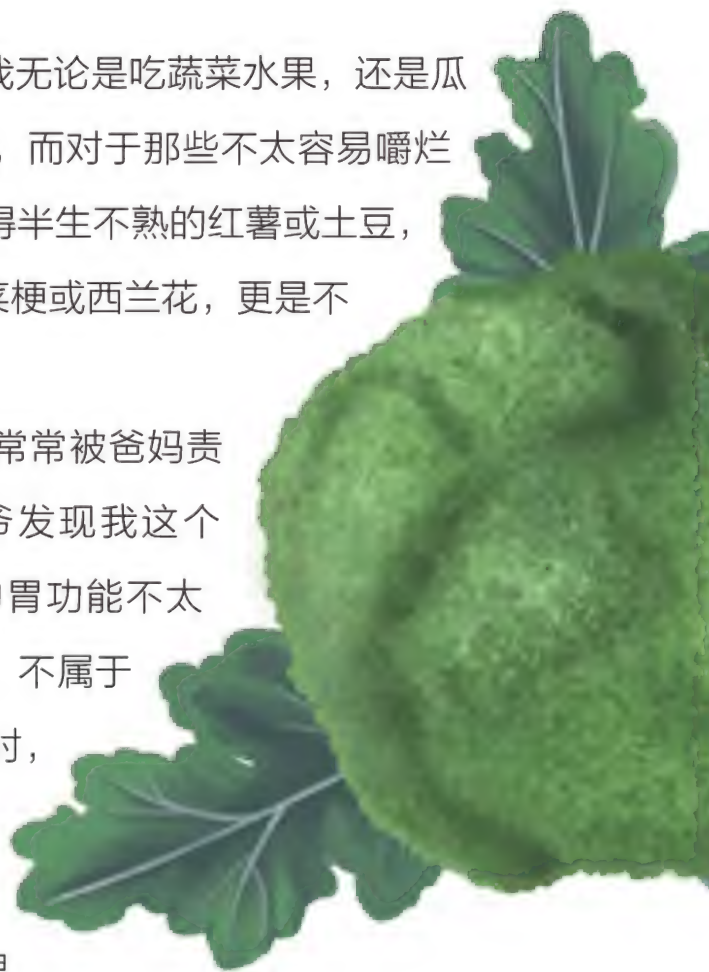 无论是吃蔬菜水果，还是瓜
，而对于那些不太容易嚼烂
得半生不熟的红薯或土豆，
菜梗或西兰花，更是不
常常被爸妈责
发现我这个
胃功能不太
不属于
时，